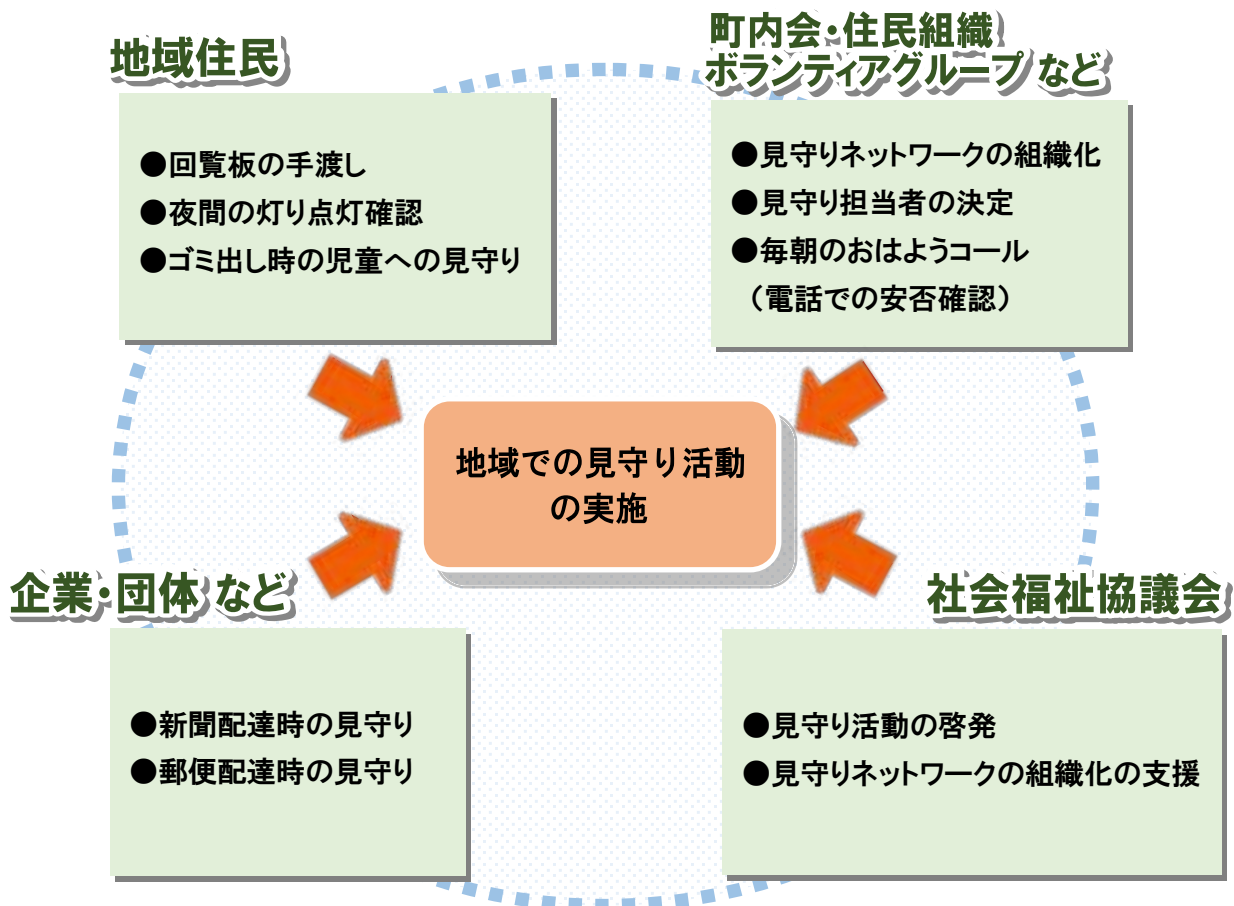 地域住民
●回覧板の手渡し
●夜間の灯り点灯確認
●ゴミ出し時の児童への見守り
町内会・住民組織
ボランティアグループ など
●見守りネットワークの組織化
●見守り担当者の決定
●毎朝のおはようコール
（電話での安否確認）
地域での見守り活動
の実施
企業・団体 など
●新聞配達時の見守り
●郵便配達時の見守り
社会福祉協議会
●見守り活動の啓発
●見守りネットワークの組織化の支援